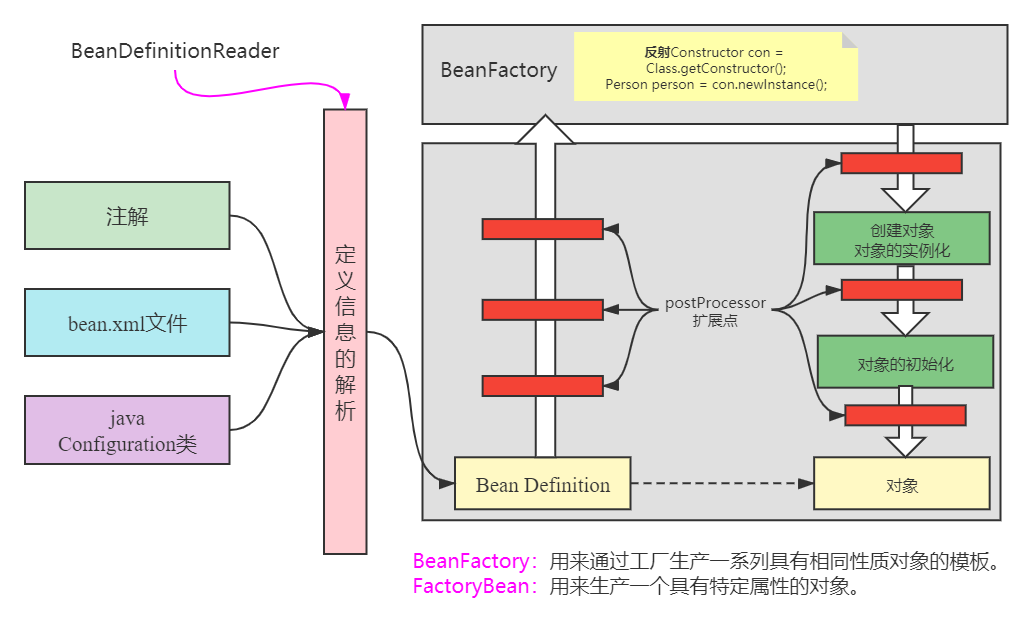 BeanDefinitionReader
BeanFactory
反射Constructor con =
Class.getConstructor();
Person person = con.newInstance();
注解
bean.xml文件
java
Configuration类
定
义
信
息
的
解
析
postProcessor
扩展点
创建对象
对象的实例化
对象的初始化
Bean Definition
对象
BeanFactory：用来通过工厂生产一系列具有相同性质对象的模板。
FactoryBean：用来生产一个具有特定属性的对象。